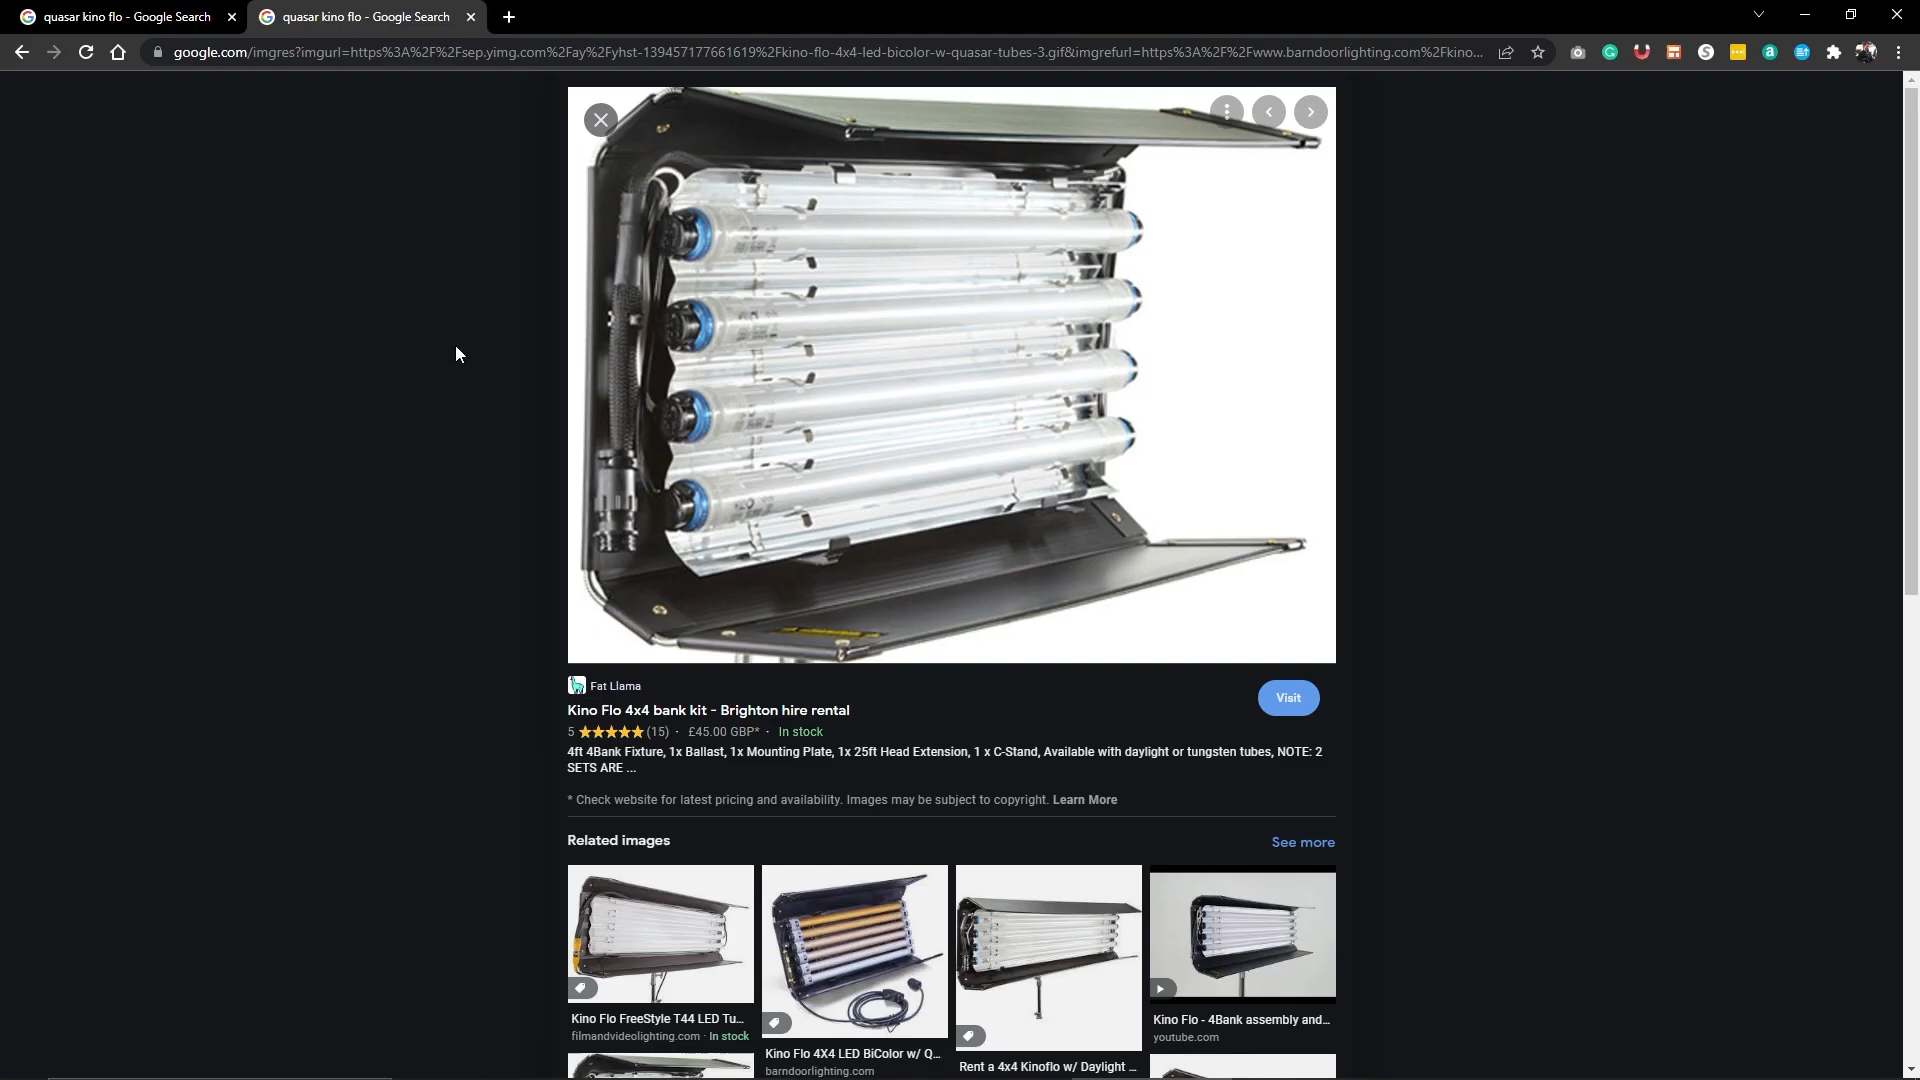 quasar kino flo - Google Search
quasar kino flo - Google Search
google.com/imgres?imgurl=https%3A%2F%2Fsep.yimg.com%2Fay%2Fyhst-139457177661619%2Fkino-flo-4x4-led-bicolor-w-quasar-tubes-3.gif&imgrefurl=https%3A%2F%2Fwww.barndoorlighting.com%2Fkino...
Fat Llama
Visit
Kino Flo 4x4 bank kit - Brighton hire rental
5 ★★★★★ (15) · £45.00 GBP* · In stock
4ft 4Bank Fixture, 1x Ballast, 1x Mounting Plate, 1x 25ft Head Extension, 1 x C-Stand, Available with daylight or tungsten tubes, NOTE: 2
SETS ARE ...
* Check website for latest pricing and availability. Images may be subject to copyright. Learn More
Related images
See more
Kino Flo FreeStyle T44 LED Tu...
filmandvideolighting.com · In stock
Kino Flo 4X4 LED BiColor w/ Q...
barndoorlighting.com
Rent a 4x4 Kinoflo w/ Daylight ...
Kino Flo - 4Bank assembly and...
youtube.com